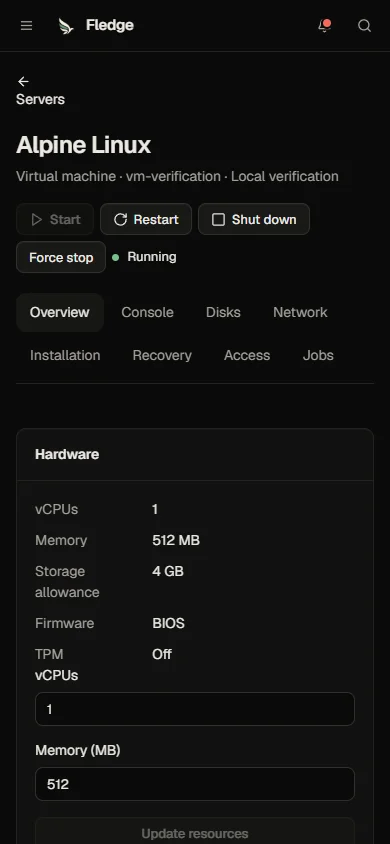 Fledge
Servers
Alpine Linux
Virtual machine · vm-verification · Local verification
Start Restart Shut down
Force stop Running
Overview Console Disks Network
Installation Recovery Access Jobs
Hardware
vCPUs 1
Memory 512 MB
Storage allowance 4 GB
Firmware BIOS
TPM Off
vCPUs
1
Memory (MB)
512
Update resources